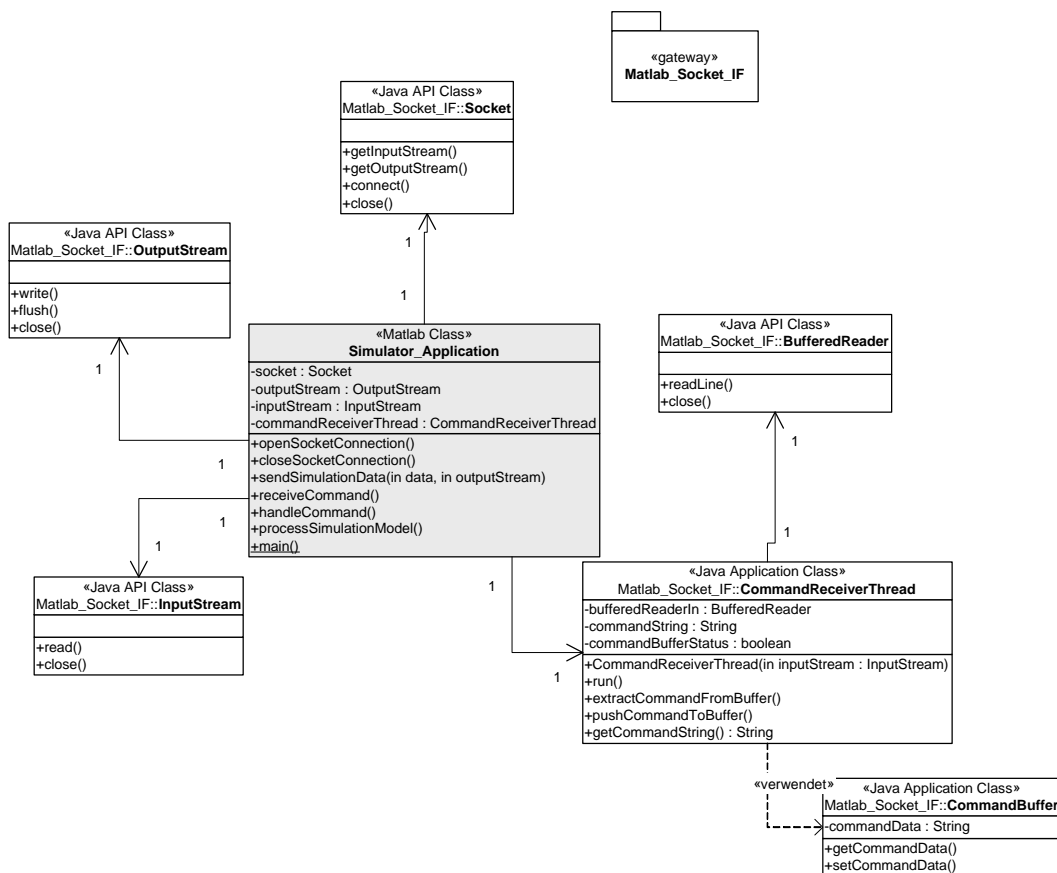 «gateway»
Matlab_Socket_IF
«Java API Class»
Matlab_Socket_IF::Socket
+getInputStream()
+getOutputStream()
+connect()
+close()
1
1
«Java API Class»
Matlab_Socket_IF::OutputStream
+write()
+flush()
+close()
1
1
«Matlab Class»
Simulator_Application
-socket : Socket
-outputStream : OutputStream
-inputStream : InputStream
-commandReceiverThread : CommandReceiverThread
+openSocketConnection()
+closeSocketConnection()
+sendSimulationData(in data, in outputStream)
+receiveCommand()
+handleCommand()
+processSimulationModel()
+main()
«Java API Class»
Matlab_Socket_IF::BufferedReader
+readLine()
+close()
1
1
1
1
«Java API Class»
Matlab_Socket_IF::InputStream
+read()
+close()
1
1
«Java Application Class»
Matlab_Socket_IF::CommandReceiverThread
-bufferedReaderIn : BufferedReader
-commandString : String
-commandBufferStatus : boolean
+CommandReceiverThread(in inputStream : InputStream)
+run()
+extractCommandFromBuffer()
+pushCommandToBuffer()
+getCommandString() : String
«verwendet»
«Java Application Class»
Matlab_Socket_IF::CommandBuffer
-commandData : String
+getCommandData()
+setCommandData()